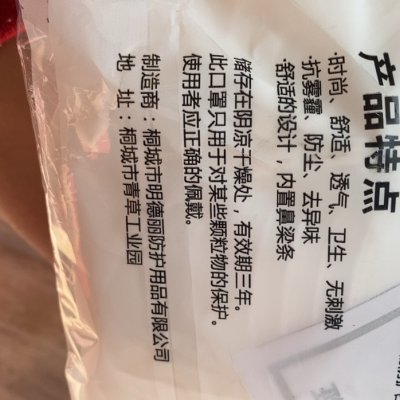 产品特点
·时尚、舒适、透气、卫生、无刺激
·抗雾霾、防尘、去异味
·舒适的设计，内置鼻梁条
储存在阴凉干燥处，有效期三年。
此口罩只用于对某些颗粒物的保护。
使用者应正确的佩戴。
制造商：桐城市明德丽防护用品有限公司
地 址：桐城市青草工业园